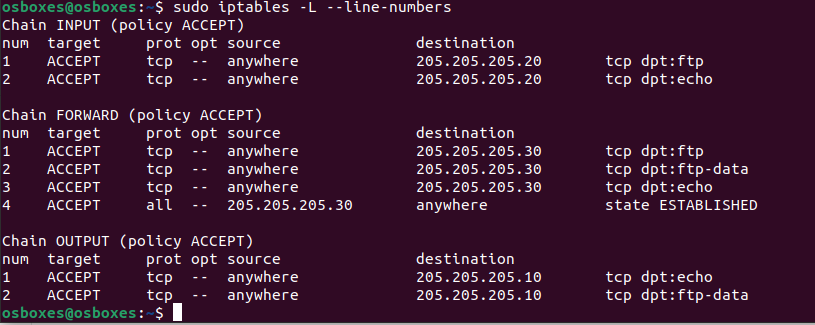 osboxes@osboxes:~$ sudo iptables -L --line-numbers
Chain INPUT (policy ACCEPT)
num  target     prot opt source               destination
1    ACCEPT     tcp  --  anywhere             205.205.205.20       tcp dpt:ftp
2    ACCEPT     tcp  --  anywhere             205.205.205.20       tcp dpt:echo

Chain FORWARD (policy ACCEPT)
num  target     prot opt source               destination
1    ACCEPT     tcp  --  anywhere             205.205.205.30       tcp dpt:ftp
2    ACCEPT     tcp  --  anywhere             205.205.205.30       tcp dpt:ftp-data
3    ACCEPT     tcp  --  anywhere             205.205.205.30       tcp dpt:echo
4    ACCEPT     all  --  205.205.205.30       anywhere             state ESTABLISHED

Chain OUTPUT (policy ACCEPT)
num  target     prot opt source               destination
1    ACCEPT     tcp  --  anywhere             205.205.205.10       tcp dpt:echo
2    ACCEPT     tcp  --  anywhere             205.205.205.10       tcp dpt:ftp-data
osboxes@osboxes:~$